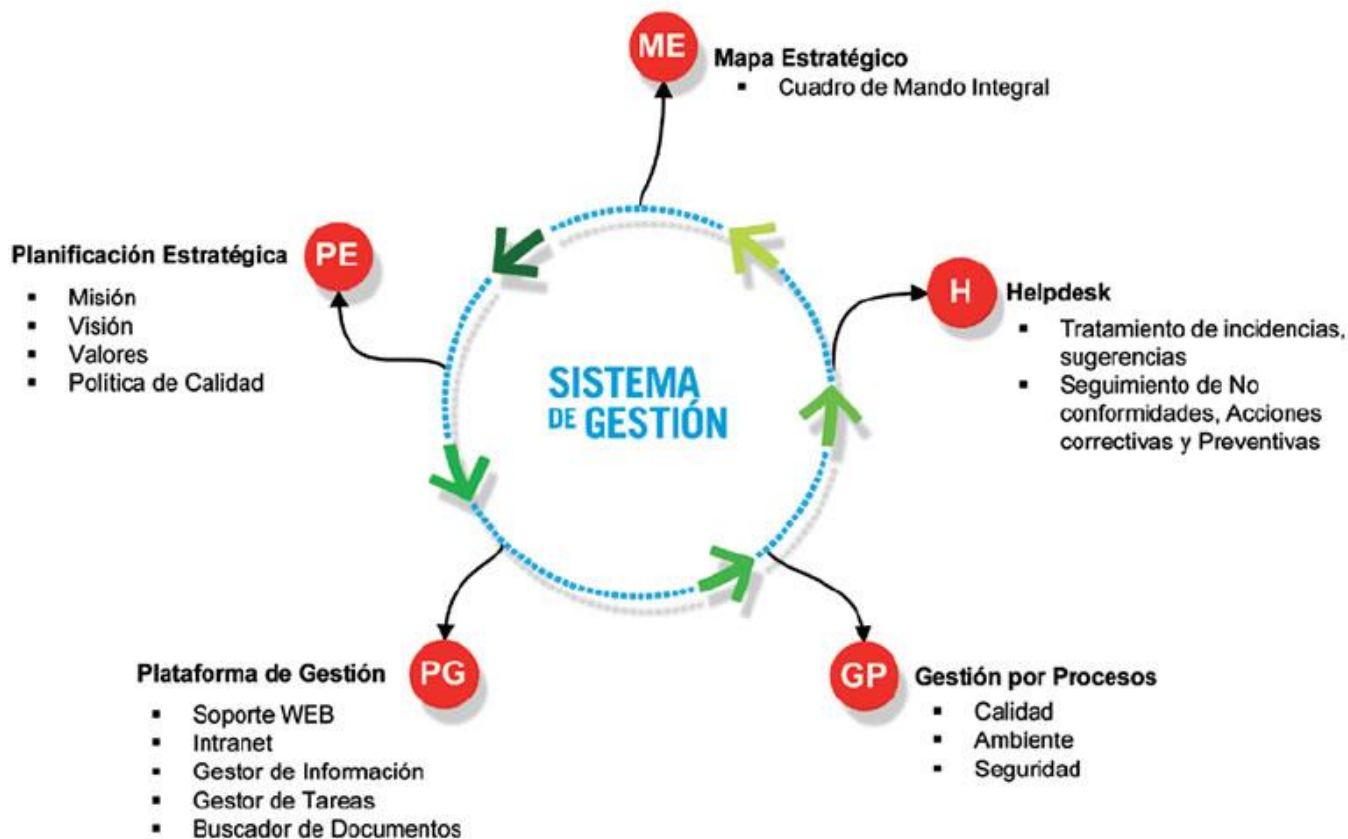 ME
Mapa Estratégico
▪ Cuadro de Mando Integral
PE
Planificación Estratégica
▪ Misión
▪ Visión
▪ Valores
▪ Política de Calidad
H
Helpdesk
▪ Tratamiento de incidencias,
sugerencias
▪ Seguimiento de No
conformidades, Acciones
correctivas y Preventivas
SISTEMA
DE GESTIÓN
PG
Plataforma de Gestión
▪ Soporte WEB
▪ Intranet
▪ Gestor de Información
▪ Gestor de Tareas
▪ Buscador de Documentos
GP
Gestión por Procesos
▪ Calidad
▪ Ambiente
▪ Seguridad